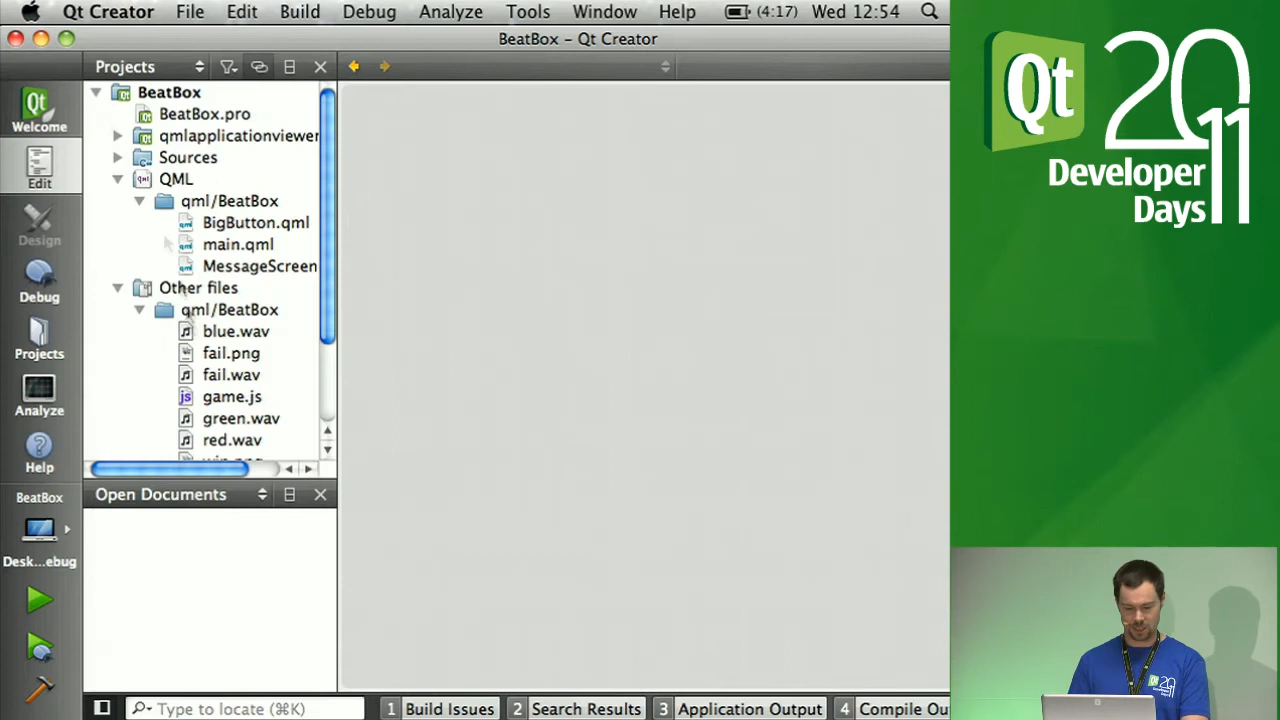 Qt Creator File Edit Build Debug Analyze Tools Window Help (4:17) Wed 12:54
BeatBox – Qt Creator
Projects
Qt
Welcome
Edit
Design
Debug
Projects
Analyze
Help
BeatBox
Desk...ebug
BeatBox
BeatBox.pro
qmlapplicationviewer
Sources
QML
qml/BeatBox
BigButton.qml
main.qml
MessageScreen
Other files
qml/BeatBox
blue.wav
fail.png
fail.wav
game.js
green.wav
red.wav
Open Documents
Type to locate (⌘K)
1 Build Issues 2 Search Results 3 Application Output 4 Compile Ou
Qt 2011
Developer
Days